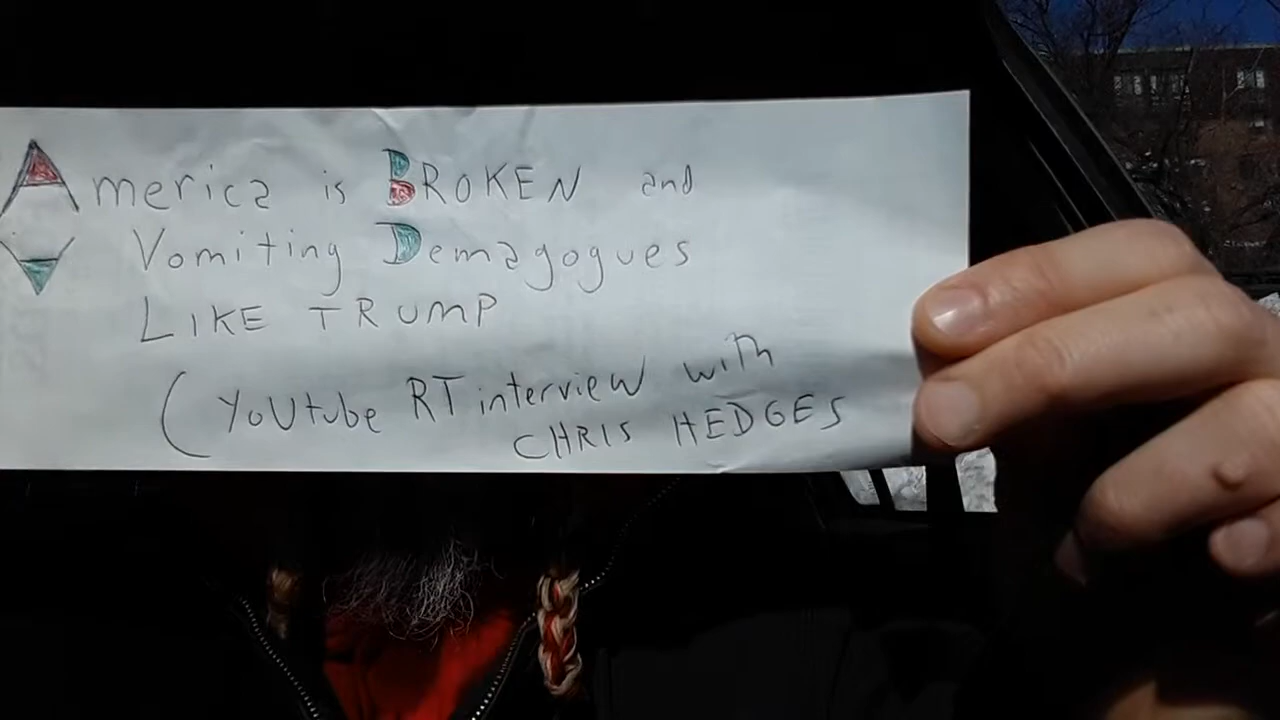 America is BROKEN and
Vomiting Demagogues
LIKE TRUMP
(YoUtube RT interview with
CHRIS HEDGES